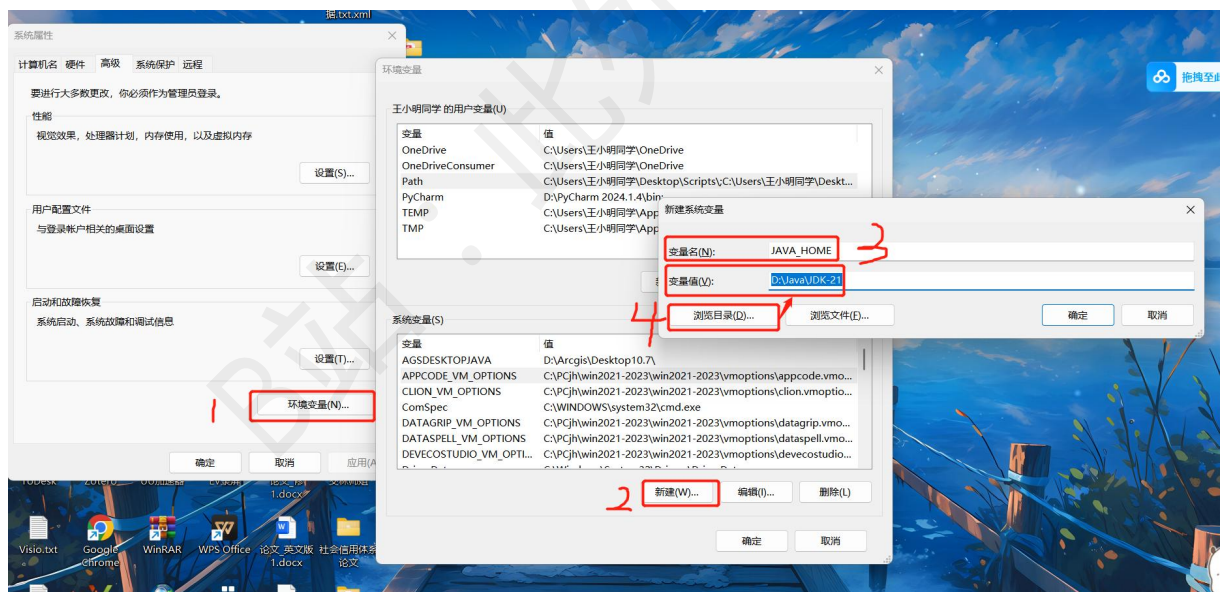 据.txt.xml
系统属性
计算机名 硬件 高级 系统保护 远程
要进行大多数更改，你必须作为管理员登录。
性能
视觉效果，处理器计划，内存使用，以及虚拟内存
设置(S)...
用户配置文件
与登录帐户相关的桌面设置
设置(E)...
启动和故障恢复
系统启动、系统故障和调试信息
设置(T)...
1
环境变量(N)...
确定 取消 应用(A
环境变量
王小明同学 的用户变量(U)
变量 值
OneDrive C:\Users\王小明同学\OneDrive
OneDriveConsumer C:\Users\王小明同学\OneDrive
Path C:\Users\王小明同学\Desktop\Scripts\;C:\Users\王小明同学\Deskt...
PyCharm D:\PyCharm 2024.1.4\bin;
TEMP C:\Users\王小明同学\App
TMP C:\Users\王小明同学\App
新建系统变量
变量名(N): JAVA_HOME
3
变量值(V): D:\Java\JDK-21
4
浏览目录(D)... 浏览文件(F)... 确定 取消
系统变量(S)
变量 值
AGSDESKTOPJAVA D:\Arcgis\Desktop10.7\
APPCODE_VM_OPTIONS C:\PCjh\win2021-2023\win2021-2023\vmoptions\appcode.vmo...
CLION_VM_OPTIONS C:\PCjh\win2021-2023\win2021-2023\vmoptions\clion.vmoptio...
ComSpec C:\WINDOWS\system32\cmd.exe
DATAGRIP_VM_OPTIONS C:\PCjh\win2021-2023\win2021-2023\vmoptions\datagrip.vmo...
DATASPELL_VM_OPTIONS C:\PCjh\win2021-2023\win2021-2023\vmoptions\dataspell.vmo...
DEVECOSTUDIO_VM_OPTI... C:\PCjh\win2021-2023\win2021-2023\vmoptions\devecostudio...
2
新建(W)... 编辑(I)... 删除(L)
确定 取消
拖拽至此
1.docx
Visio.txt
Google Chrome
WinRAR
WPS Office
论文_英文版 1.docx
社会信用体系 论文
B站